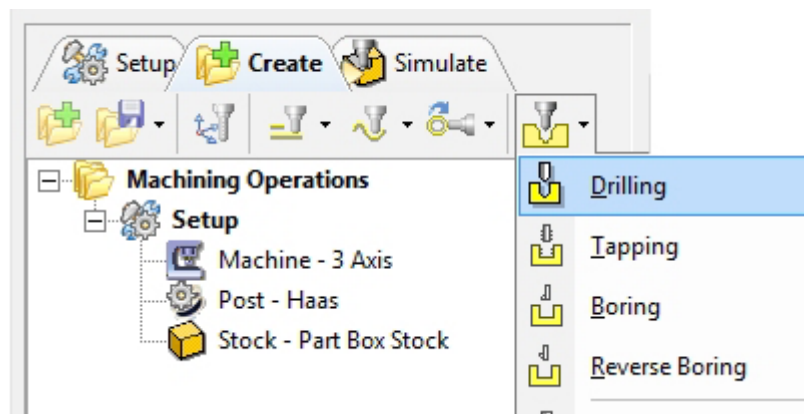 Setup Create Simulate
Machining Operations
Drilling
Setup
Tapping
Machine - 3 Axis
Post - Haas
Boring
Stock - Part Box Stock
Reverse Boring